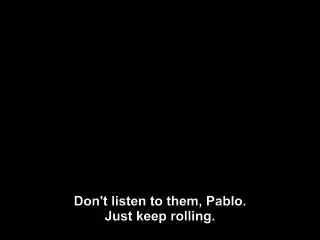 Don't listen to them, Pablo.
Just keep rolling.